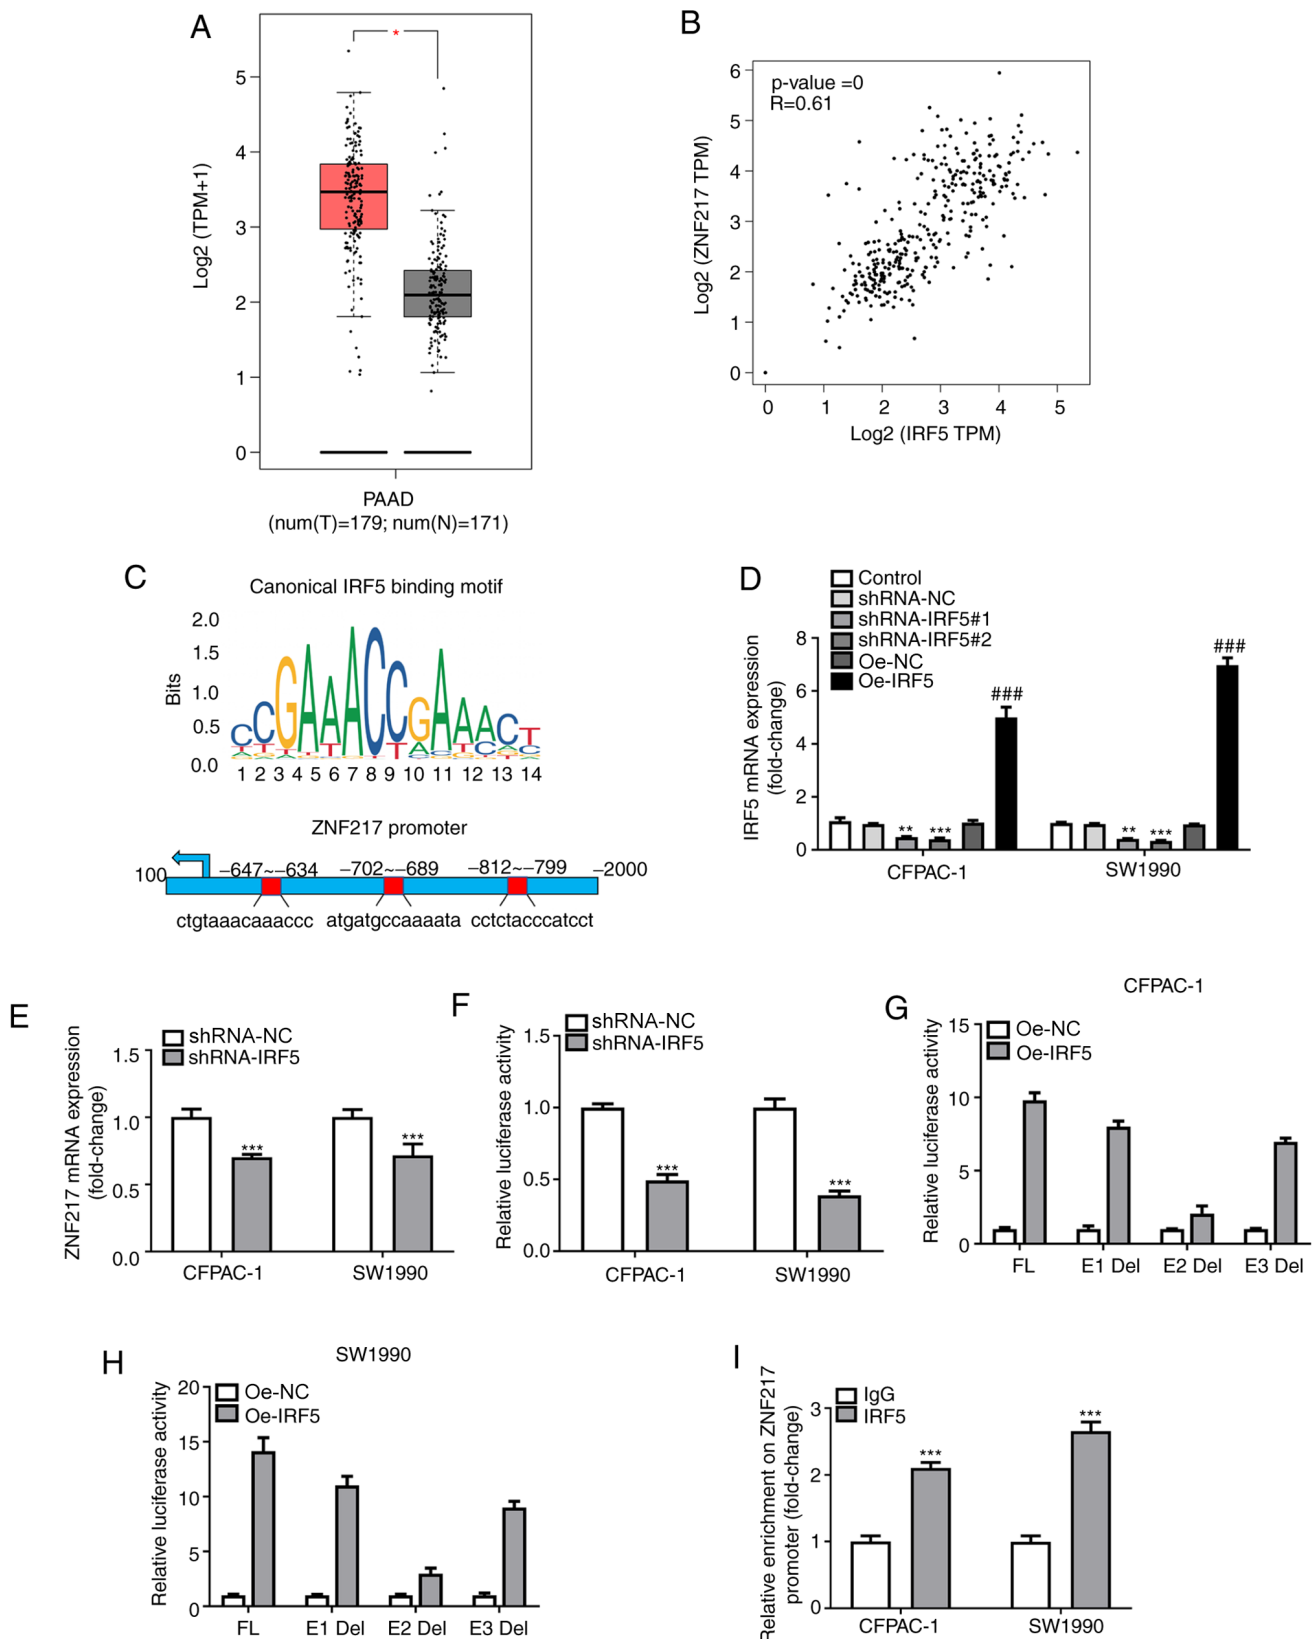 A
*
Log2 (TPM+1)
5
4
3
2
1
0
PAAD
(num(T)=179; num(N)=171)
B
p-value =0
R=0.61
Log2 (ZNF217 TPM)
6
5
4
3
2
1
0
0 1 2 3 4 5
Log2 (IRF5 TPM)
C
Canonical IRF5 binding motif
Bits
2.0
1.5
1.0
0.5
0.0
CCGAAACCGAAACT
1 2 3 4 5 6 7 8 9 10 11 12 13 14
ZNF217 promoter
100 −647~−634 −702~−689 −812~−799 −2000
ctgtaaacaaaccc atgatgccaaaata cctctacccatcct
D
Control
shRNA-NC
shRNA-IRF5#1
shRNA-IRF5#2
Oe-NC
Oe-IRF5
IRF5 mRNA expression
(fold-change)
8
6
4
2
0
** *** ###
** *** ###
CFPAC-1 SW1990
E
shRNA-NC
shRNA-IRF5
ZNF217 mRNA expression
(fold-change)
1.5
1.0
0.5
0.0
*** ***
CFPAC-1 SW1990
F
shRNA-NC
shRNA-IRF5
Relative luciferase activity
1.5
1.0
0.5
0.0
*** ***
CFPAC-1 SW1990
G
CFPAC-1
Oe-NC
Oe-IRF5
Relative luciferase activity
15
10
5
0
FL E1 Del E2 Del E3 Del
H
SW1990
Oe-NC
Oe-IRF5
Relative luciferase activity
20
15
10
5
0
FL E1 Del E2 Del E3 Del
I
IgG
IRF5
Relative enrichment on ZNF217
promoter (fold-change)
3
2
1
0
*** ***
CFPAC-1 SW1990